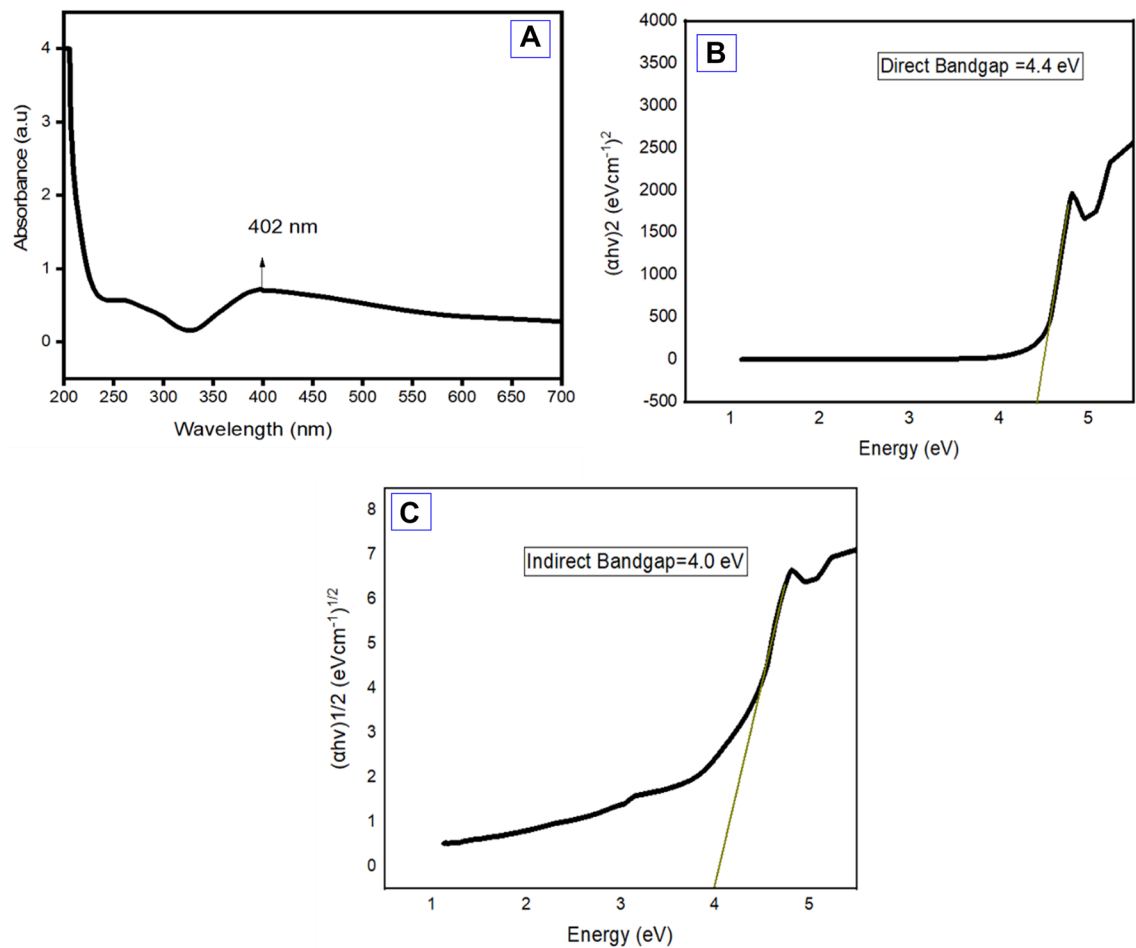 A
4
3
2
1
0
Absorbance (a.u)
402 nm
200 250 300 350 400 450 500 550 600 650 700
Wavelength (nm)
B
Direct Bandgap =4.4 eV
4000
3500
3000
2500
2000
1500
1000
500
0
-500
(αhv)2 (eVcm⁻¹)²
1 2 3 4 5
Energy (eV)
C
Indirect Bandgap=4.0 eV
8
7
6
5
4
3
2
1
0
(αhv)1/2 (eVcm⁻¹)¹ᐟ²
1 2 3 4 5
Energy (eV)